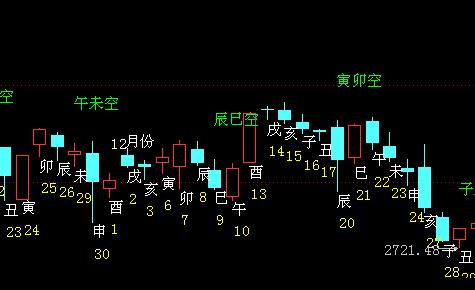 寅卯空
空
午未空
辰巳空
12月份
丑
寅
卯
辰
未
申
酉
戌
亥
寅
卯
辰
巳
午
酉
戌
亥
子
丑
辰
巳
午
未
申
亥
子
丑
子
23
24
25
26
29
30
1
2
3
6
7
8
9
10
13
14
15
16
17
20
21
22
23
24
27
28
2721.48